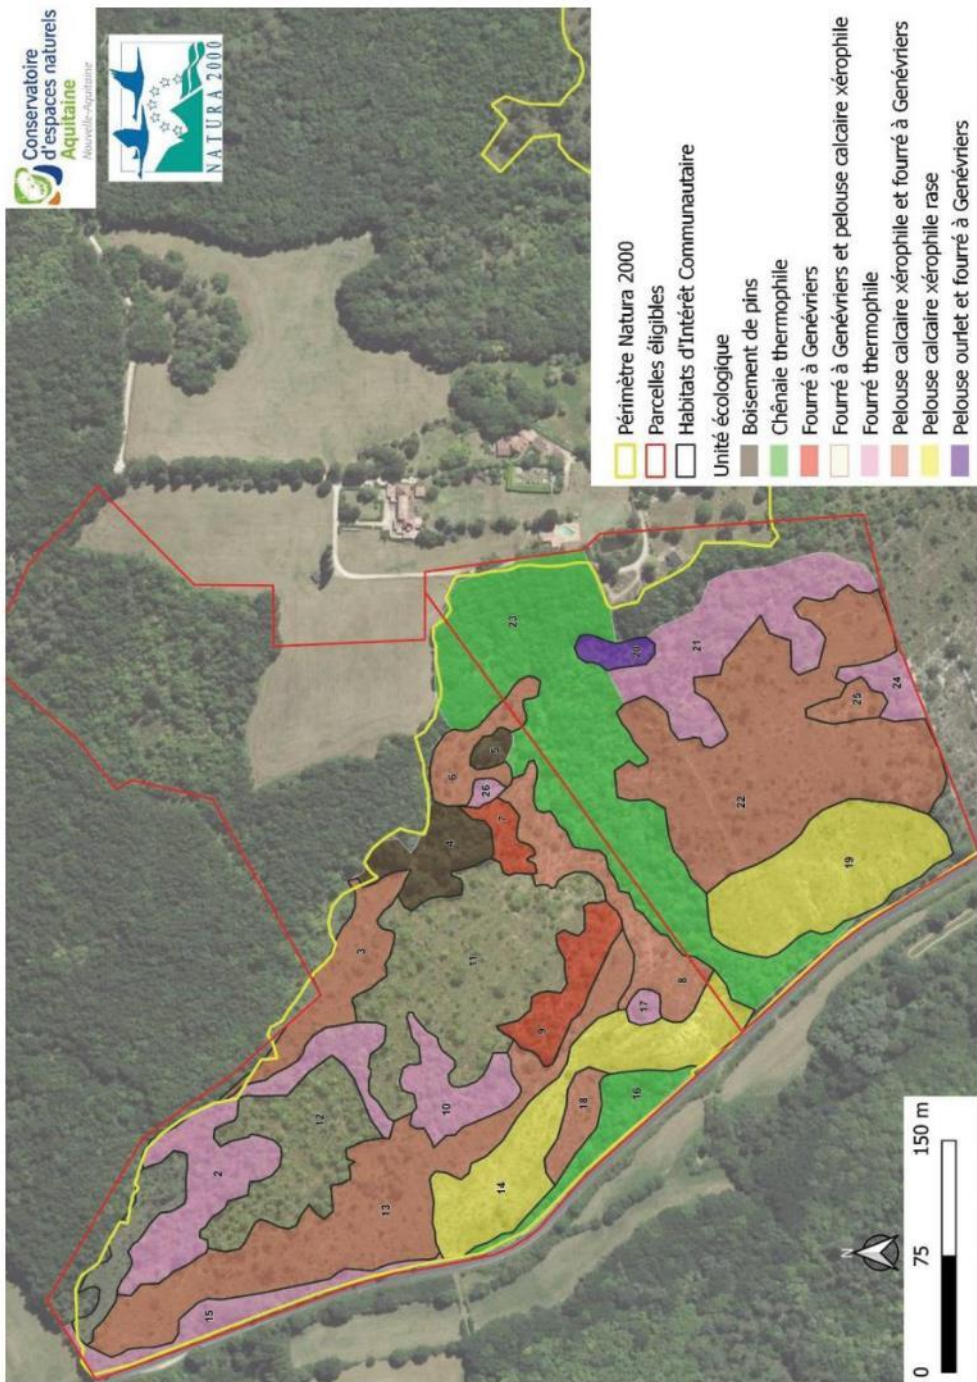 Conservatoire
d'espaces naturels
Aquitaine
Nouvelle-Aquitaine
NATURA 2000
Périmètre Natura 2000
Parcelles éligibles
Habitats d'Intérêt Communautaire
Unité écologique
Boisement de pins
Chênaie thermophile
Fourré à Genévriers
Fourré à Genévriers et pelouse calcaire xérophile
Fourré thermophile
Pelouse calcaire xérophile et fourré à Genévriers
Pelouse calcaire xérophile rase
Pelouse ourlet et fourré à Genévriers
2
3
4
5
6
7
8
9
10
11
12
13
14
15
16
17
18
19
20
21
22
23
24
25
26
N
0
75
150 m